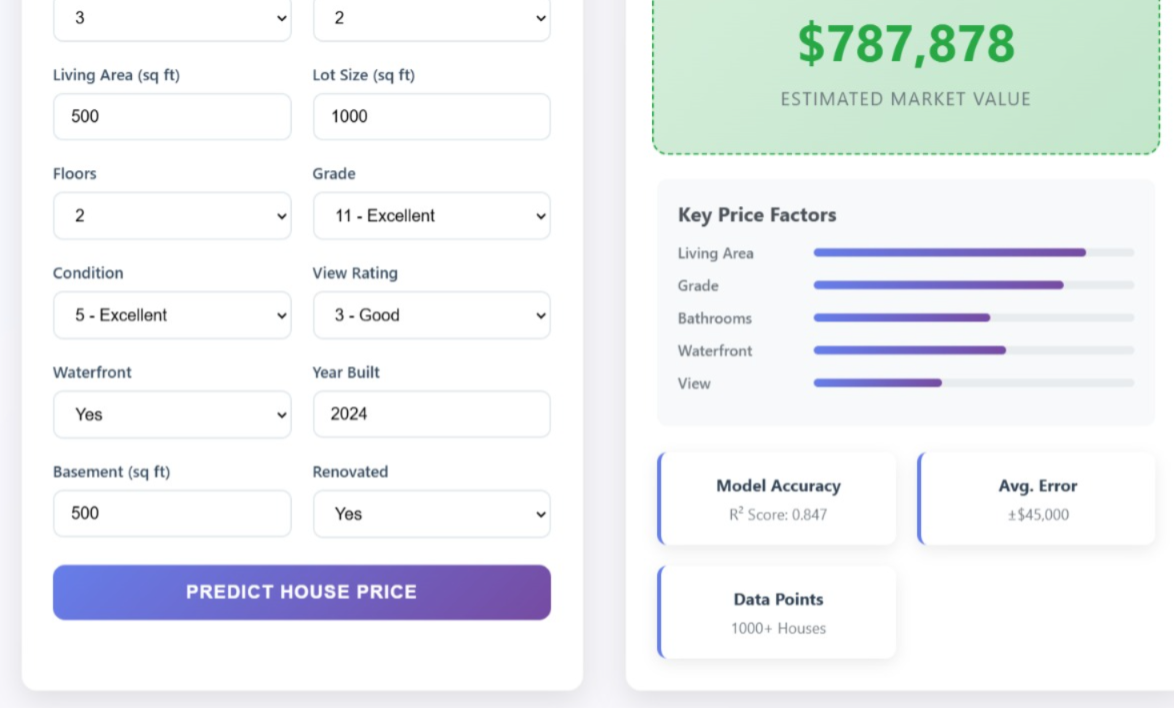 3 2
Living Area (sq ft) Lot Size (sq ft)
500 1000
Floors Grade
2 11 - Excellent
Condition View Rating
5 - Excellent 3 - Good
Waterfront Year Built
Yes 2024
Basement (sq ft) Renovated
500 Yes
PREDICT HOUSE PRICE
$787,878
ESTIMATED MARKET VALUE
Key Price Factors
Living Area
Grade
Bathrooms
Waterfront
View
Model Accuracy
R² Score: 0.847
Avg. Error
±$45,000
Data Points
1000+ Houses